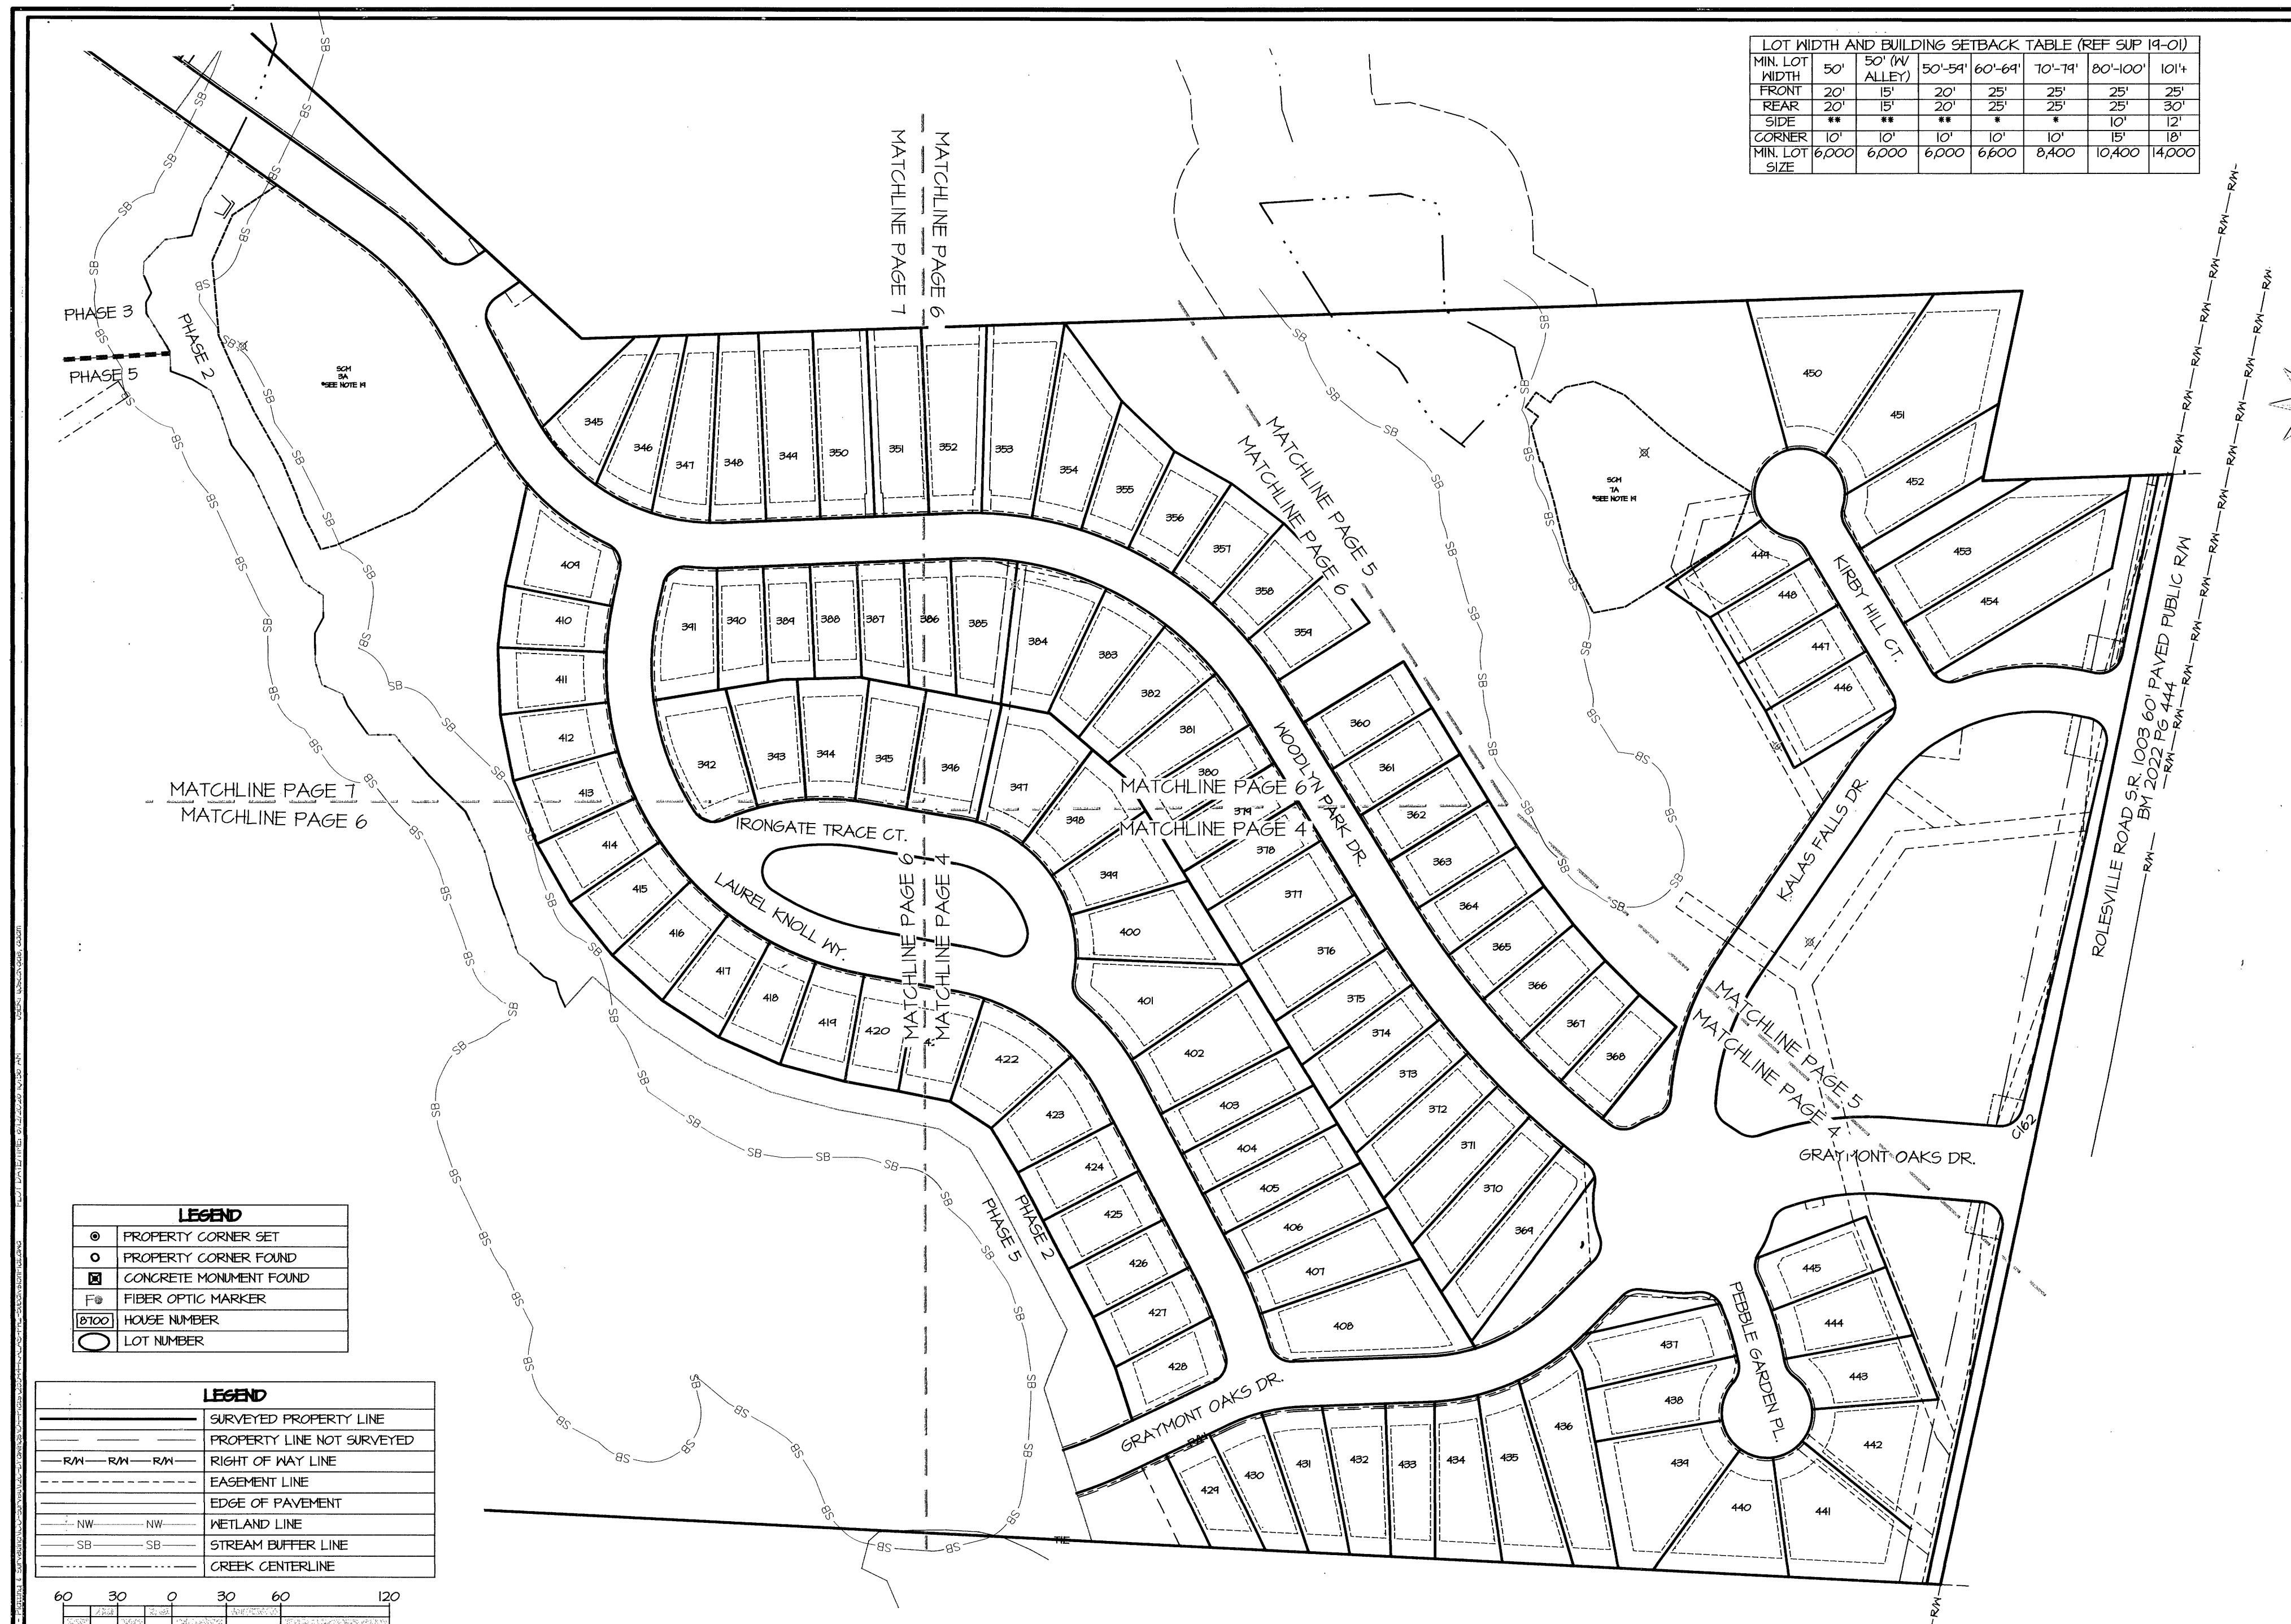 LOT WIDTH AND BUILDING SETBACK TABLE (REF SUP 19-01)
MIN. LOT WIDTH 50' 50' (W/ ALLEY) 50'-59' 60'-69' 70'-79' 80'-100' 101'+
FRONT 20' 15' 20' 25' 25' 25' 25'
REAR 20' 15' 20' 25' 25' 25' 30'
SIDE ** ** ** * * 10' 12'
CORNER 10' 10' 10' 10' 10' 15' 18'
MIN. LOT SIZE 6,000 6,000 6,000 6,600 8,400 10,400 14,000
MATCHLINE PAGE 7
MATCHLINE PAGE 6
PHASE 3
PHASE 2
PHASE 5
SCM
3A
*SEE NOTE 19
MATCHLINE PAGE 5
MATCHLINE PAGE 6
SCM
7A
*SEE NOTE 19
345
346
347
348
349
350
351
352
353
354
355
356
357
358
359
360
361
362
363
364
365
366
367
368
369
370
371
372
373
374
375
376
377
378
379
380
381
382
383
384
385
386
387
388
389
390
391
392
393
394
395
396
397
398
399
400
401
402
403
404
405
406
407
408
409
410
411
412
413
414
415
416
417
418
419
420
422
423
424
425
426
427
428
429
430
431
432
433
434
435
436
437
438
439
440
441
442
443
444
445
446
447
448
449
450
451
452
453
454
KIRBY HILL CT.
KALAS FALLS DR.
ROLESVILLE ROAD S.R. 1003 60' PAVED PUBLIC R/W
BM 2022 PG 444
WOODLYN PARK DR.
MATCHLINE PAGE 7
MATCHLINE PAGE 6
MATCHLINE PAGE 6
MATCHLINE PAGE 4
IRONGATE TRACE CT.
LAUREL KNOLL WY.
MATCHLINE PAGE 6
MATCHLINE PAGE 4
MATCHLINE PAGE 5
MATCHLINE PAGE 4
C162
GRAYMONT OAKS DR.
PHASE 2
PHASE 5
PEBBLE GARDEN PL.
GRAYMONT OAKS DR.
R/W
TIE
LEGEND
PROPERTY CORNER SET
PROPERTY CORNER FOUND
CONCRETE MONUMENT FOUND
F FIBER OPTIC MARKER
8700 HOUSE NUMBER
LOT NUMBER
LEGEND
SURVEYED PROPERTY LINE
PROPERTY LINE NOT SURVEYED
R/W R/W R/W RIGHT OF WAY LINE
EASEMENT LINE
EDGE OF PAVEMENT
NW NW WETLAND LINE
SB SB STREAM BUFFER LINE
CREEK CENTERLINE
60 30 0 30 60 120